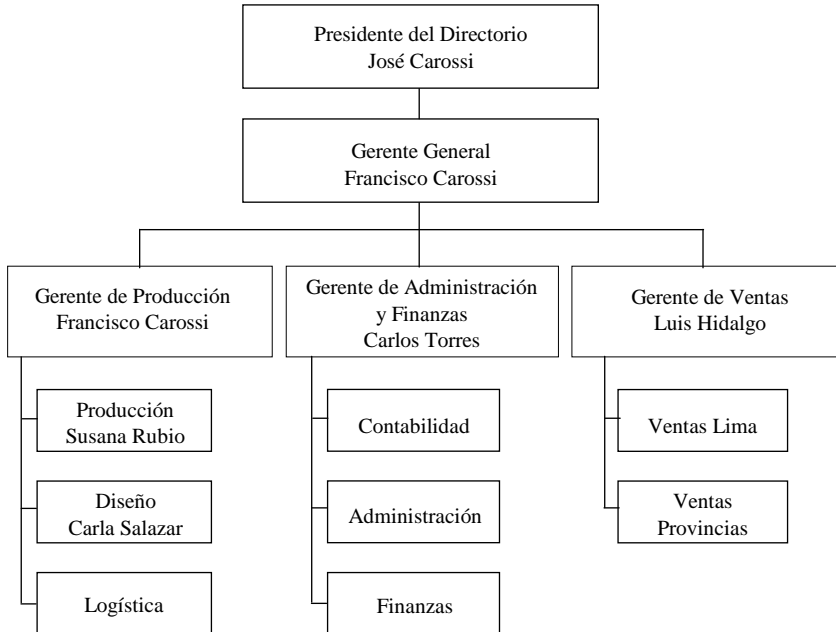 Presidente del Directorio
José Carossi
Gerente General
Francisco Carossi
Gerente de Producción
Francisco Carossi
Gerente de Administración
y Finanzas
Carlos Torres
Gerente de Ventas
Luis Hidalgo
Producción
Susana Rubio
Diseño
Carla Salazar
Logística
Contabilidad
Administración
Finanzas
Ventas Lima
Ventas
Provincias